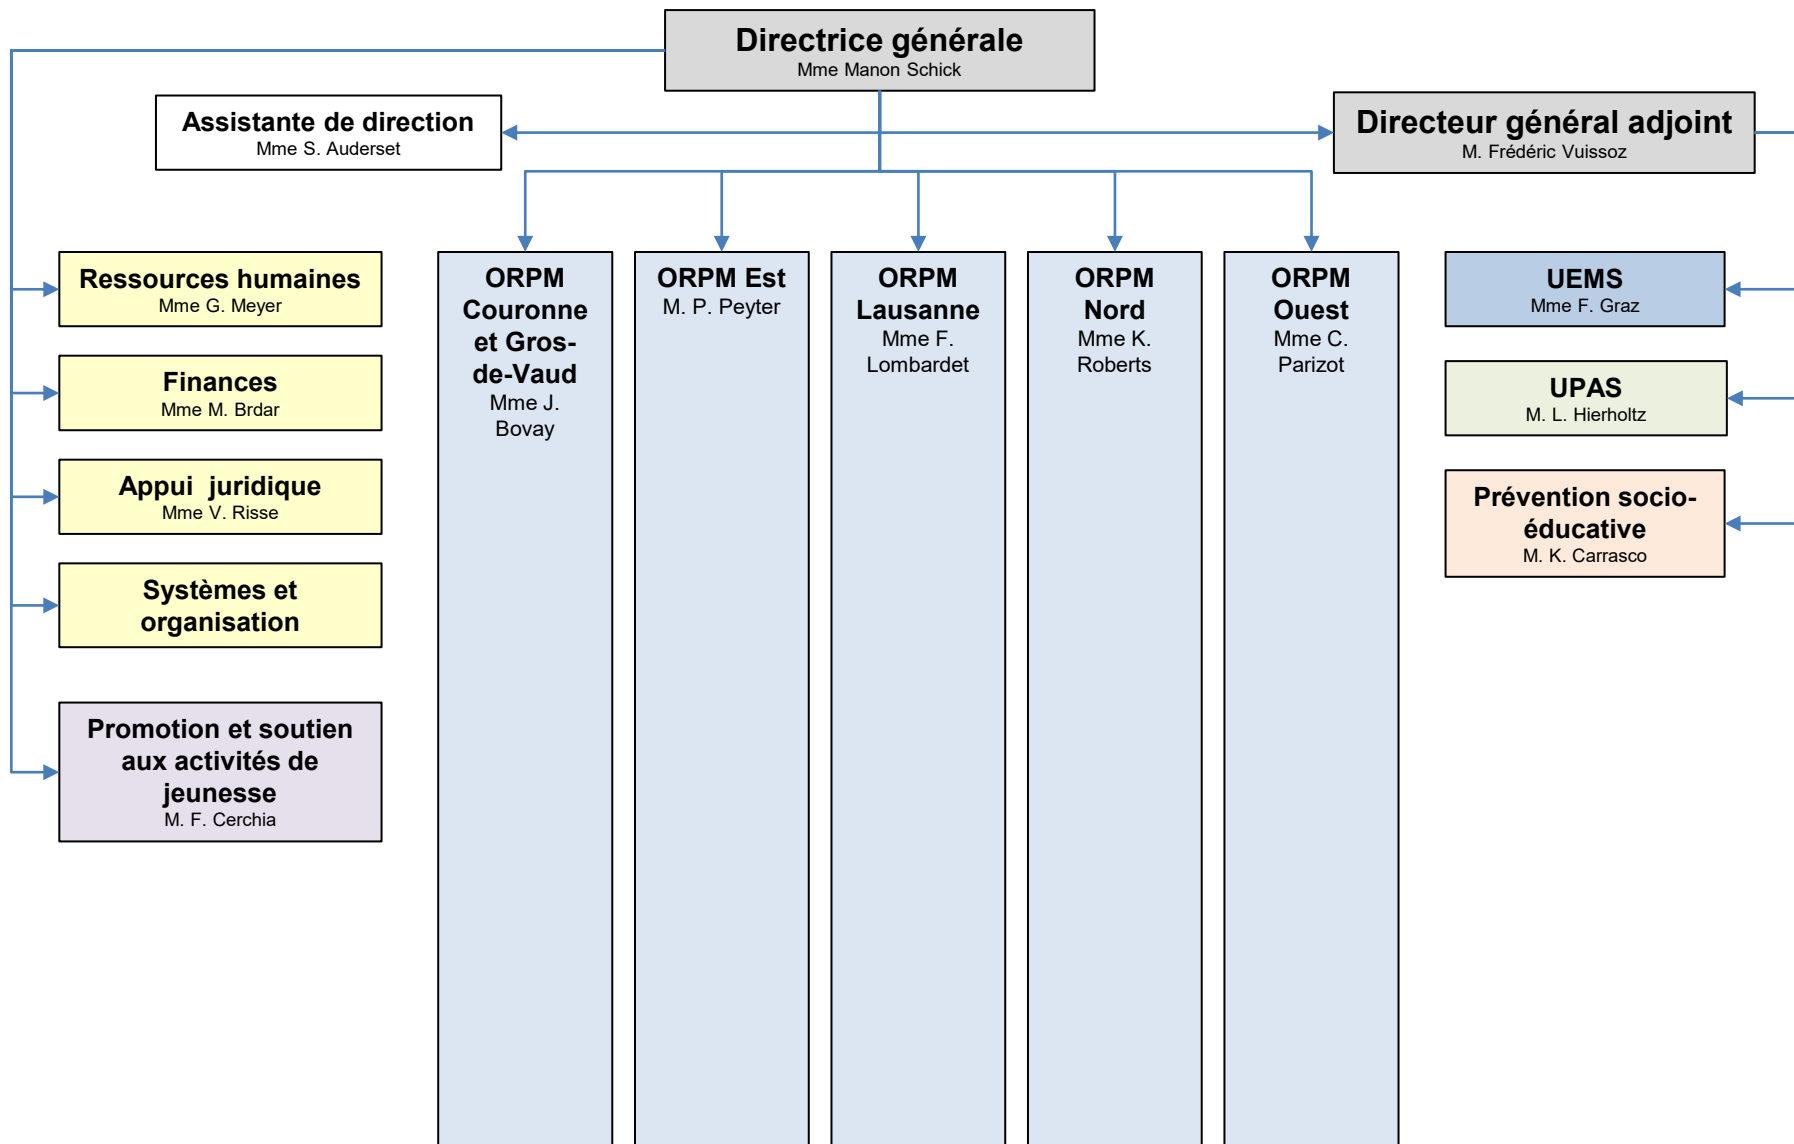 Directrice générale
Mme Manon Schick
Assistante de direction
Mme S. Auderset
Directeur général adjoint
M. Frédéric Vuissoz
Ressources humaines
Mme G. Meyer
Finances
Mme M. Brdar
Appui  juridique
Mme V. Risse
Systèmes et
organisation
Promotion et soutien
aux activités de
jeunesse
M. F. Cerchia
ORPM
Couronne
et Gros-
de-Vaud
Mme J.
Bovay
ORPM Est
M. P. Peyter
ORPM
Lausanne
Mme F.
Lombardet
ORPM
Nord
Mme K.
Roberts
ORPM
Ouest
Mme C.
Parizot
UEMS
Mme F. Graz
UPAS
M. L. Hierholtz
Prévention socio-
éducative
M. K. Carrasco